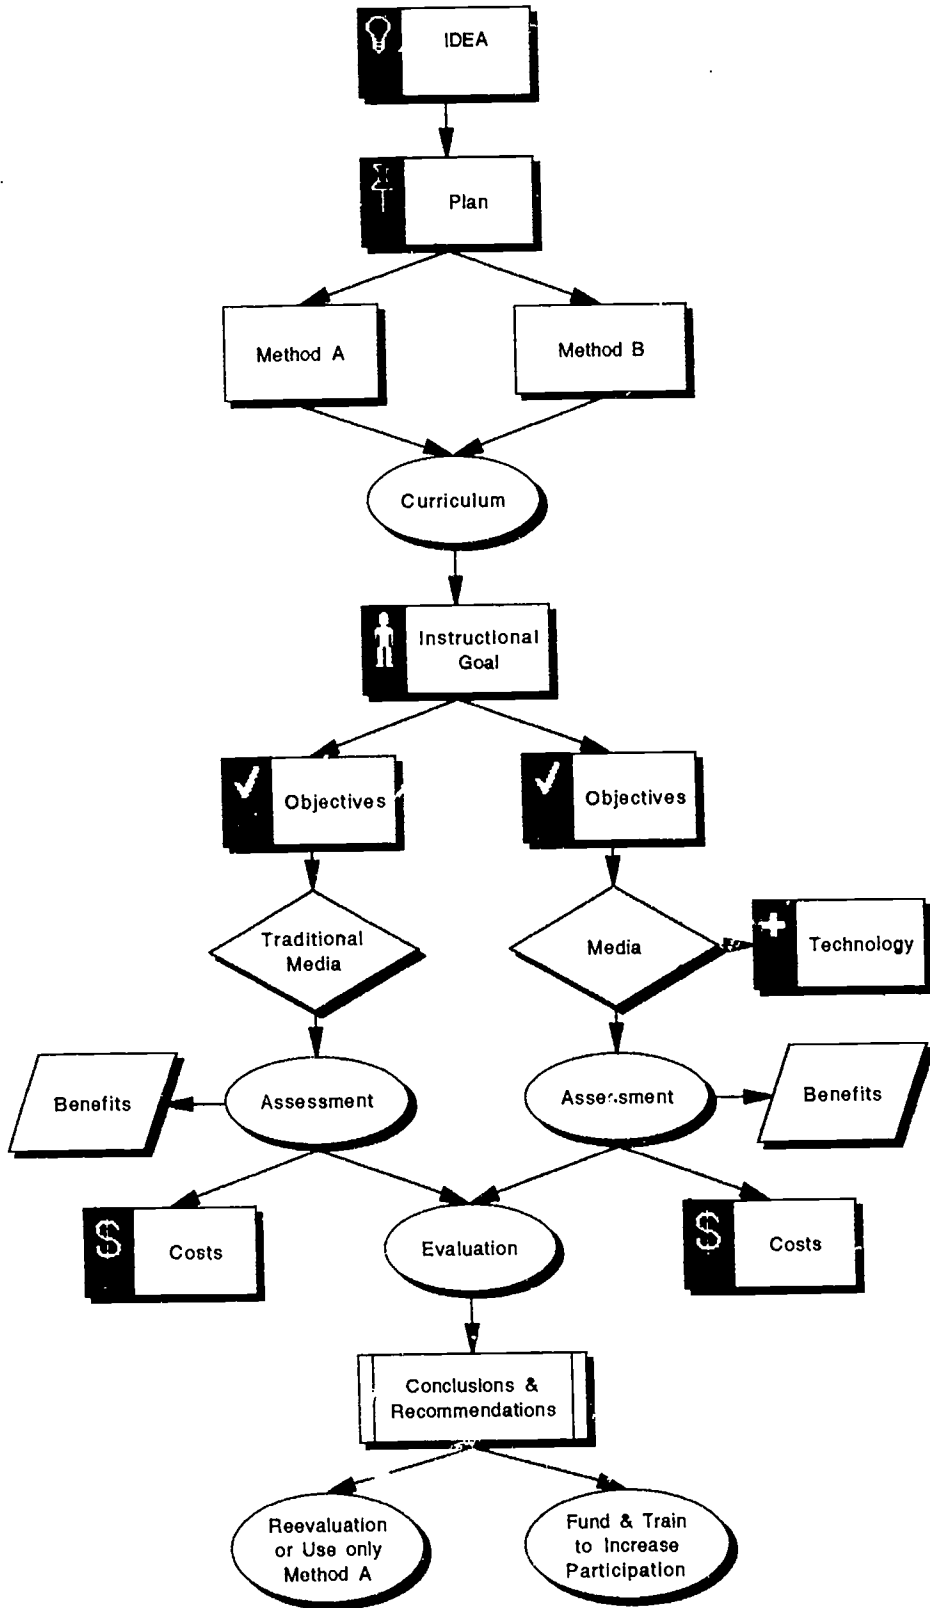 IDEA
Plan
Method A
Method B
Curriculum
Instructional
Goal
Objectives
Objectives
Traditional
Media
Media
Technology
Benefits
Assessment
Assessment
Benefits
$
Costs
Evaluation
$
Costs
Conclusions &
Recommendations
Reevaluation
or Use only
Method A
Fund & Train
to Increase
Participation